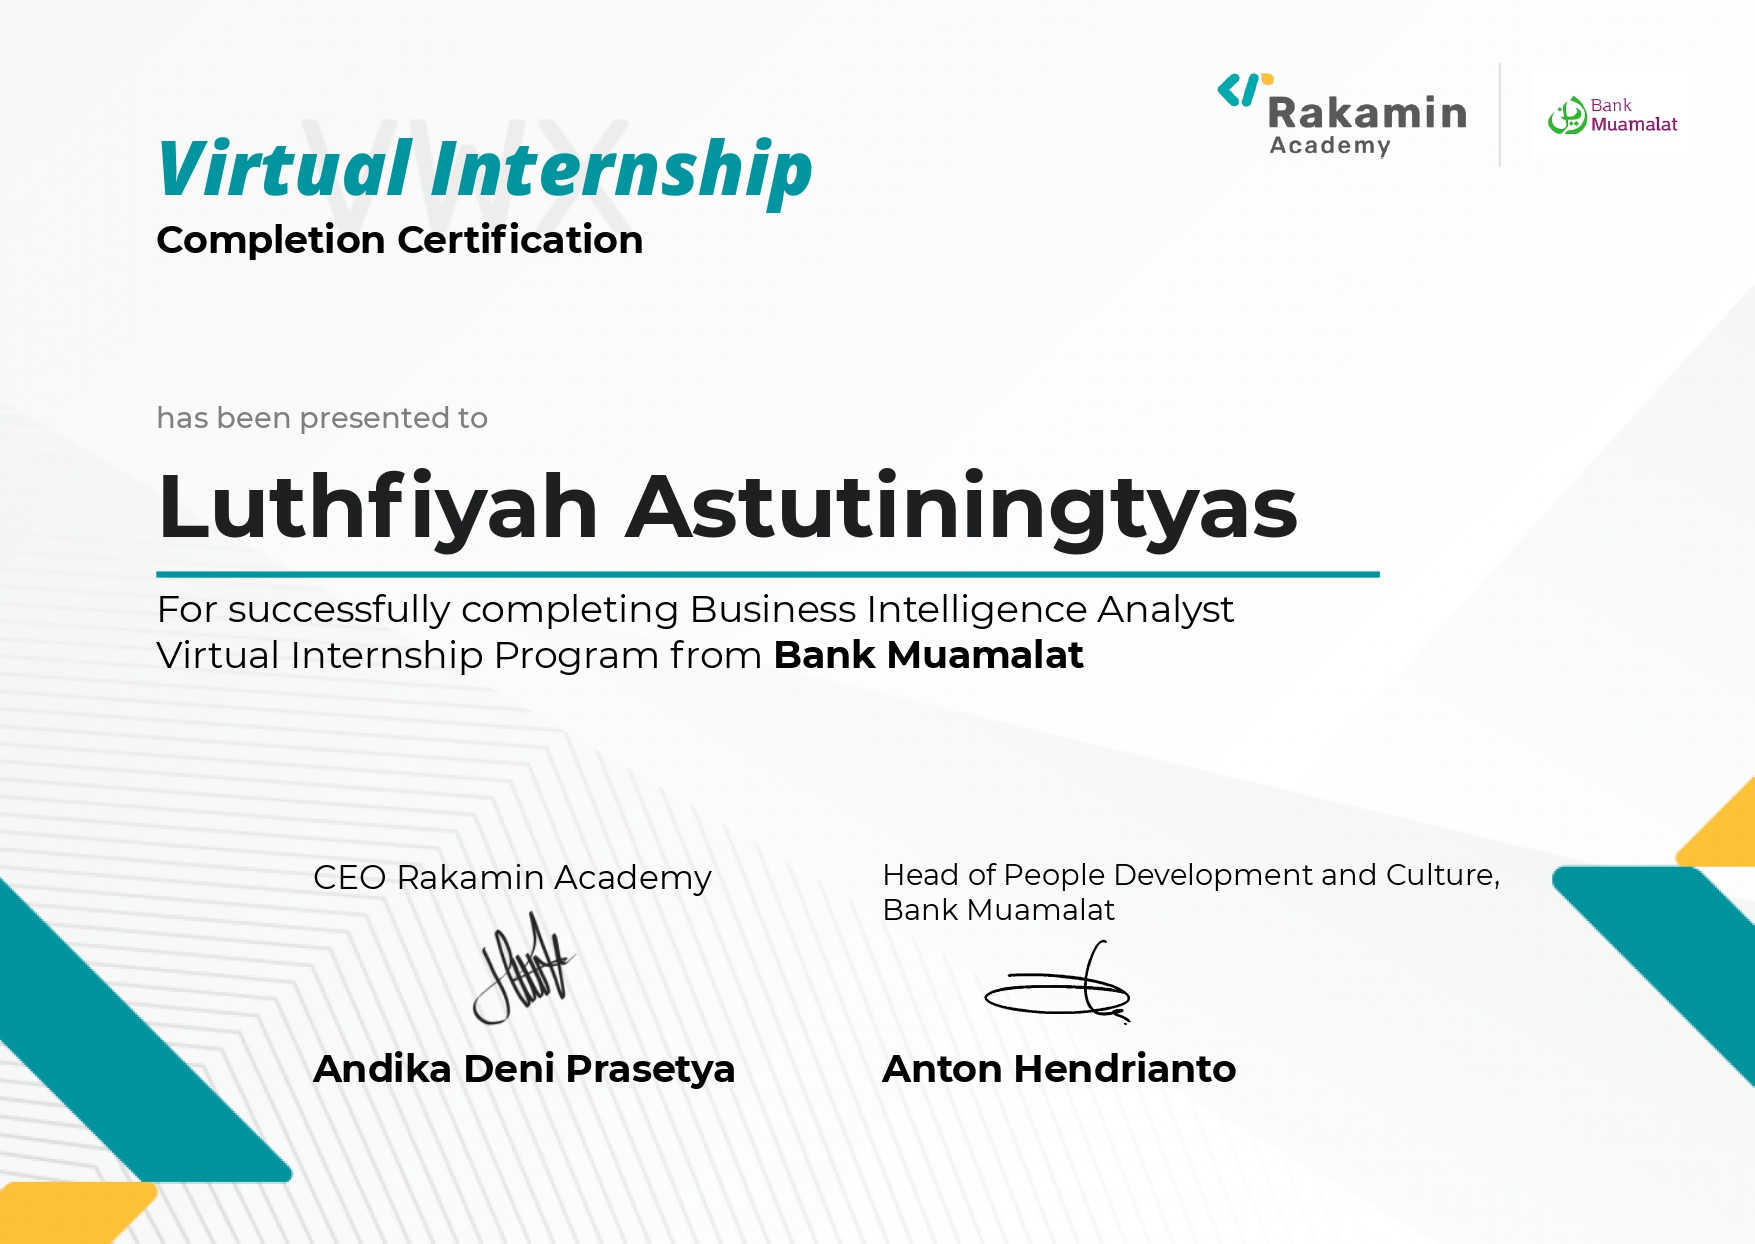 Rakamin
Academy
Bank
Muamalat
VWX
Virtual Internship
Completion Certification
has been presented to
Luthfiyah Astutiningtyas
For successfully completing Business Intelligence Analyst
Virtual Internship Program from Bank Muamalat
CEO Rakamin Academy
Head of People Development and Culture,
Bank Muamalat
Andika Deni Prasetya
Anton Hendrianto